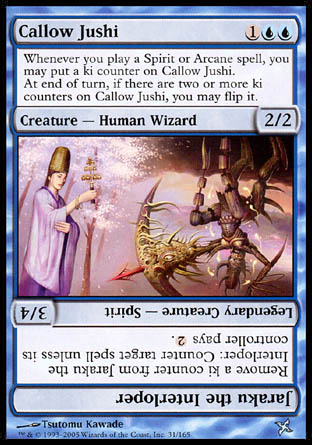 Callow Jushi 1
Whenever you play a Spirit or Arcane spell, you
may put a ki counter on Callow Jushi.
At end of turn, if there are two or more ki
counters on Callow Jushi, you may flip it.
Creature — Human Wizard
2/2
Jaraku the Interloper
Remove a ki counter from Jaraku the
Interloper: Counter target spell unless its
controller pays 2.
Legendary Creature — Spirit
3/4
Tsutomu Kawade
™ & © 1993-2005 Wizards of the Coast, Inc. 31/165